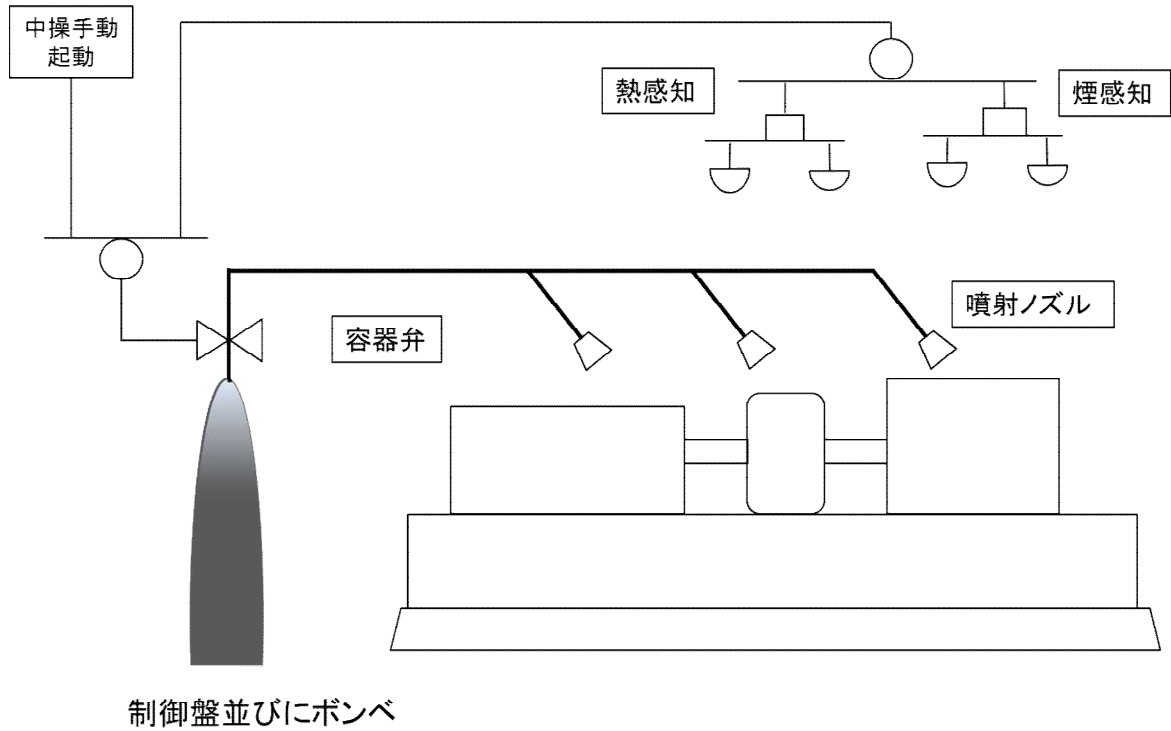 中操手動
起動
熱感知
煙感知
噴射ノズル
容器弁
制御盤並びにボンベ